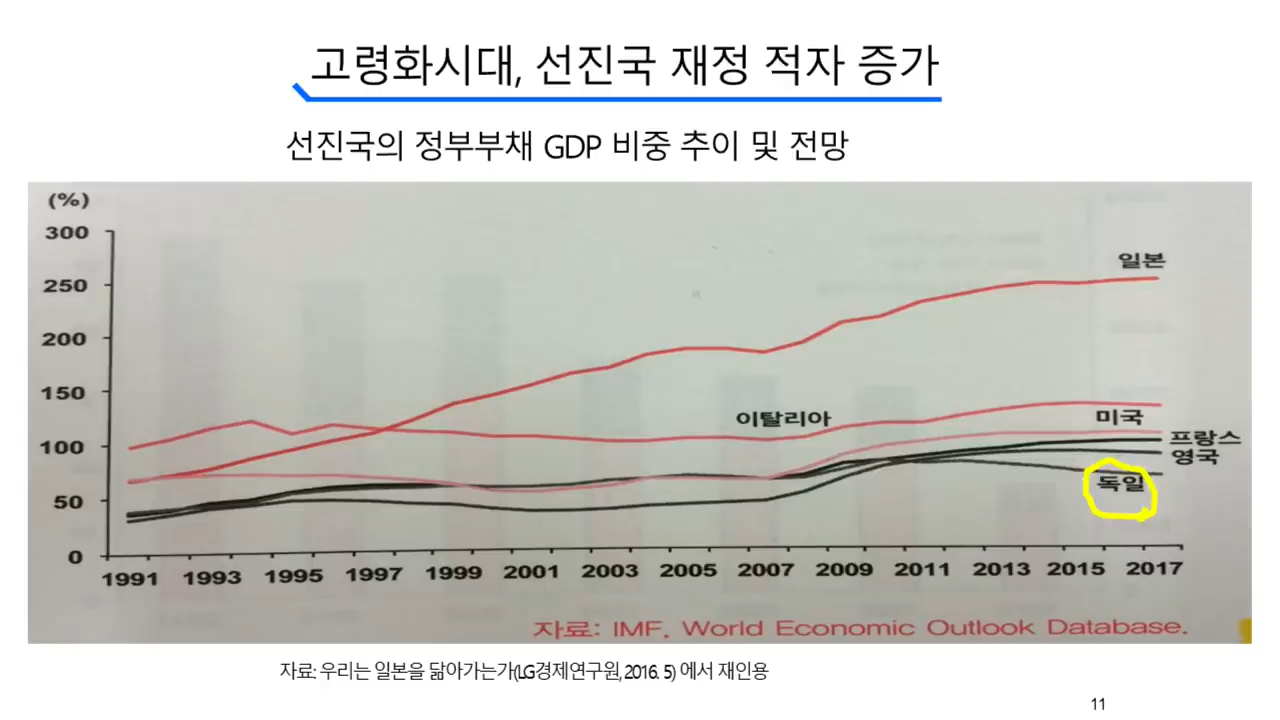 고령화시대, 선진국 재정 적자 증가
선진국의 정부부채 GDP 비중 추이 및 전망
(%)
300
250
200
150
100
50
0
일본
이탈리아
미국
프랑스
영국
독일
1991 1993 1995 1997 1999 2001 2003 2005 2007 2009 2011 2013 2015 2017
자료: IMF, World Economic Outlook Database.
자료: 우리는 일본을 닮아가는가(LG경제연구원, 2016. 5) 에서 재인용
11